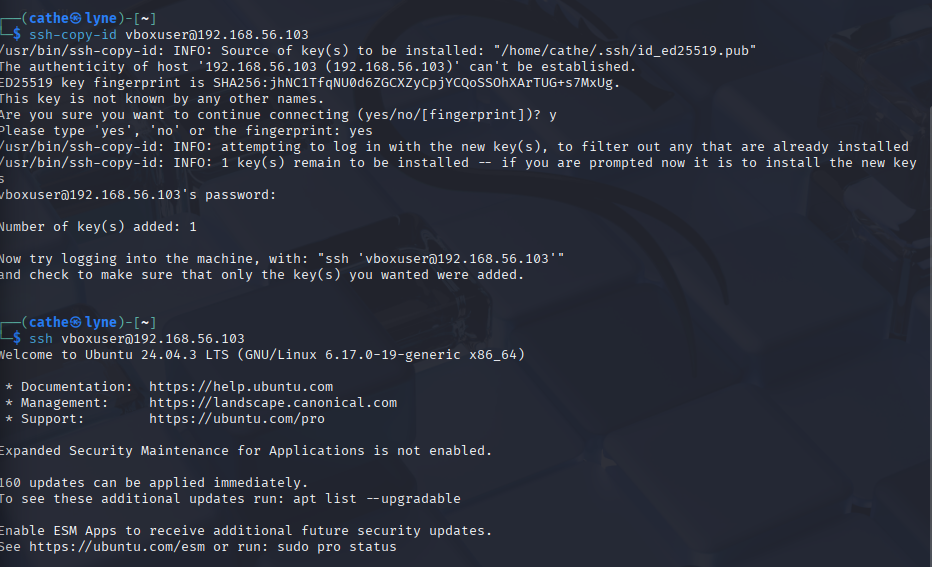 ┌──(cathe㉿lyne)-[~]
└─$ ssh-copy-id vboxuser@192.168.56.103
/usr/bin/ssh-copy-id: INFO: Source of key(s) to be installed: "/home/cathe/.ssh/id_ed25519.pub"
The authenticity of host '192.168.56.103 (192.168.56.103)' can't be established.
ED25519 key fingerprint is SHA256:jhNC1TfqNU0d6ZGCXZyCpjYCQoSSOhXArTUG+s7MxUg.
This key is not known by any other names.
Are you sure you want to continue connecting (yes/no/[fingerprint])? y
Please type 'yes', 'no' or the fingerprint: yes
/usr/bin/ssh-copy-id: INFO: attempting to log in with the new key(s), to filter out any that are already installed
/usr/bin/ssh-copy-id: INFO: 1 key(s) remain to be installed -- if you are prompted now it is to install the new key
s
vboxuser@192.168.56.103's password:
Number of key(s) added: 1
Now try logging into the machine, with: "ssh 'vboxuser@192.168.56.103'"
and check to make sure that only the key(s) you wanted were added.
┌──(cathe㉿lyne)-[~]
└─$ ssh vboxuser@192.168.56.103
Welcome to Ubuntu 24.04.3 LTS (GNU/Linux 6.17.0-19-generic x86_64)
* Documentation: https://help.ubuntu.com
* Management: https://landscape.canonical.com
* Support: https://ubuntu.com/pro
Expanded Security Maintenance for Applications is not enabled.
160 updates can be applied immediately.
To see these additional updates run: apt list --upgradable
Enable ESM Apps to receive additional future security updates.
See https://ubuntu.com/esm or run: sudo pro status